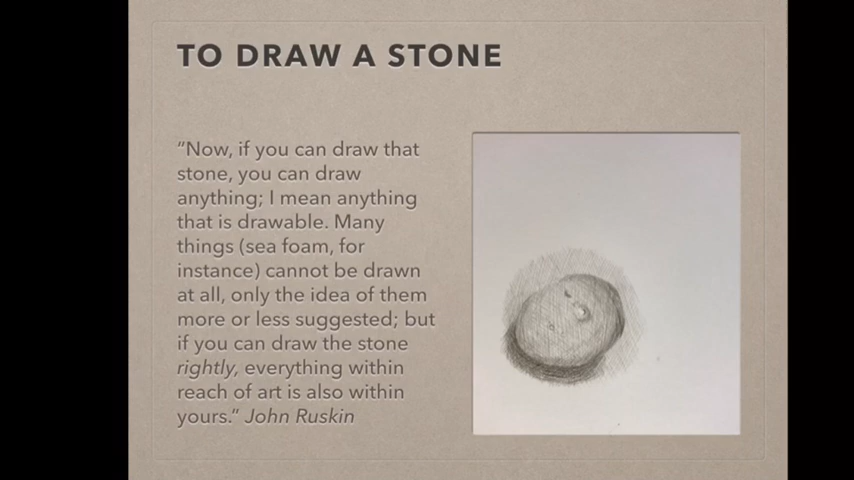 TO DRAW A STONE
“Now, if you can draw that
stone, you can draw
anything; I mean anything
that is drawable. Many
things (sea foam, for
instance) cannot be drawn
at all, only the idea of them
more or less suggested; but
if you can draw the stone
rightly, everything within
reach of art is also within
yours.” John Ruskin